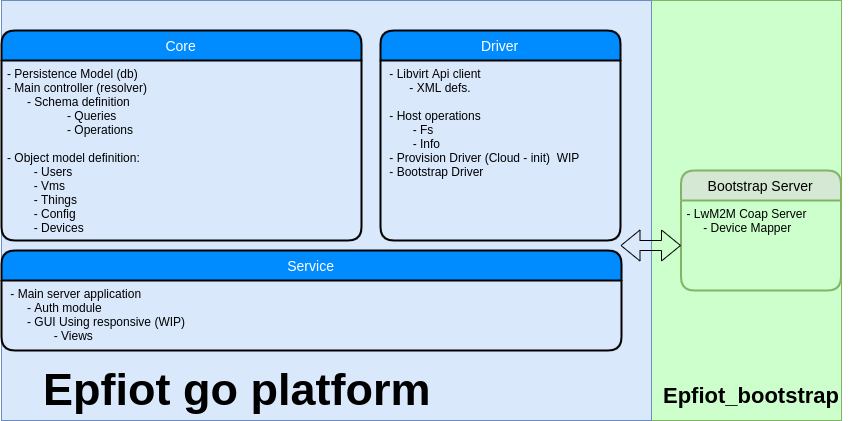 Core
- Persistence Model (db)
- Main controller (resolver)
- Schema definition
- Queries
- Operations
- Object model definition:
- Users
- Vms
- Things
- Config
- Devices
Driver
- Libvirt Api client
- XML defs.
- Host operations
- Fs
- Info
- Provision Driver (Cloud - init)  WIP
- Bootstrap Driver
Service
- Main server application
- Auth module
- GUI Using responsive (WIP)
- Views
Epfiot go platform
Bootstrap Server
- LwM2M Coap Server
- Device Mapper
Epfiot_bootstrap